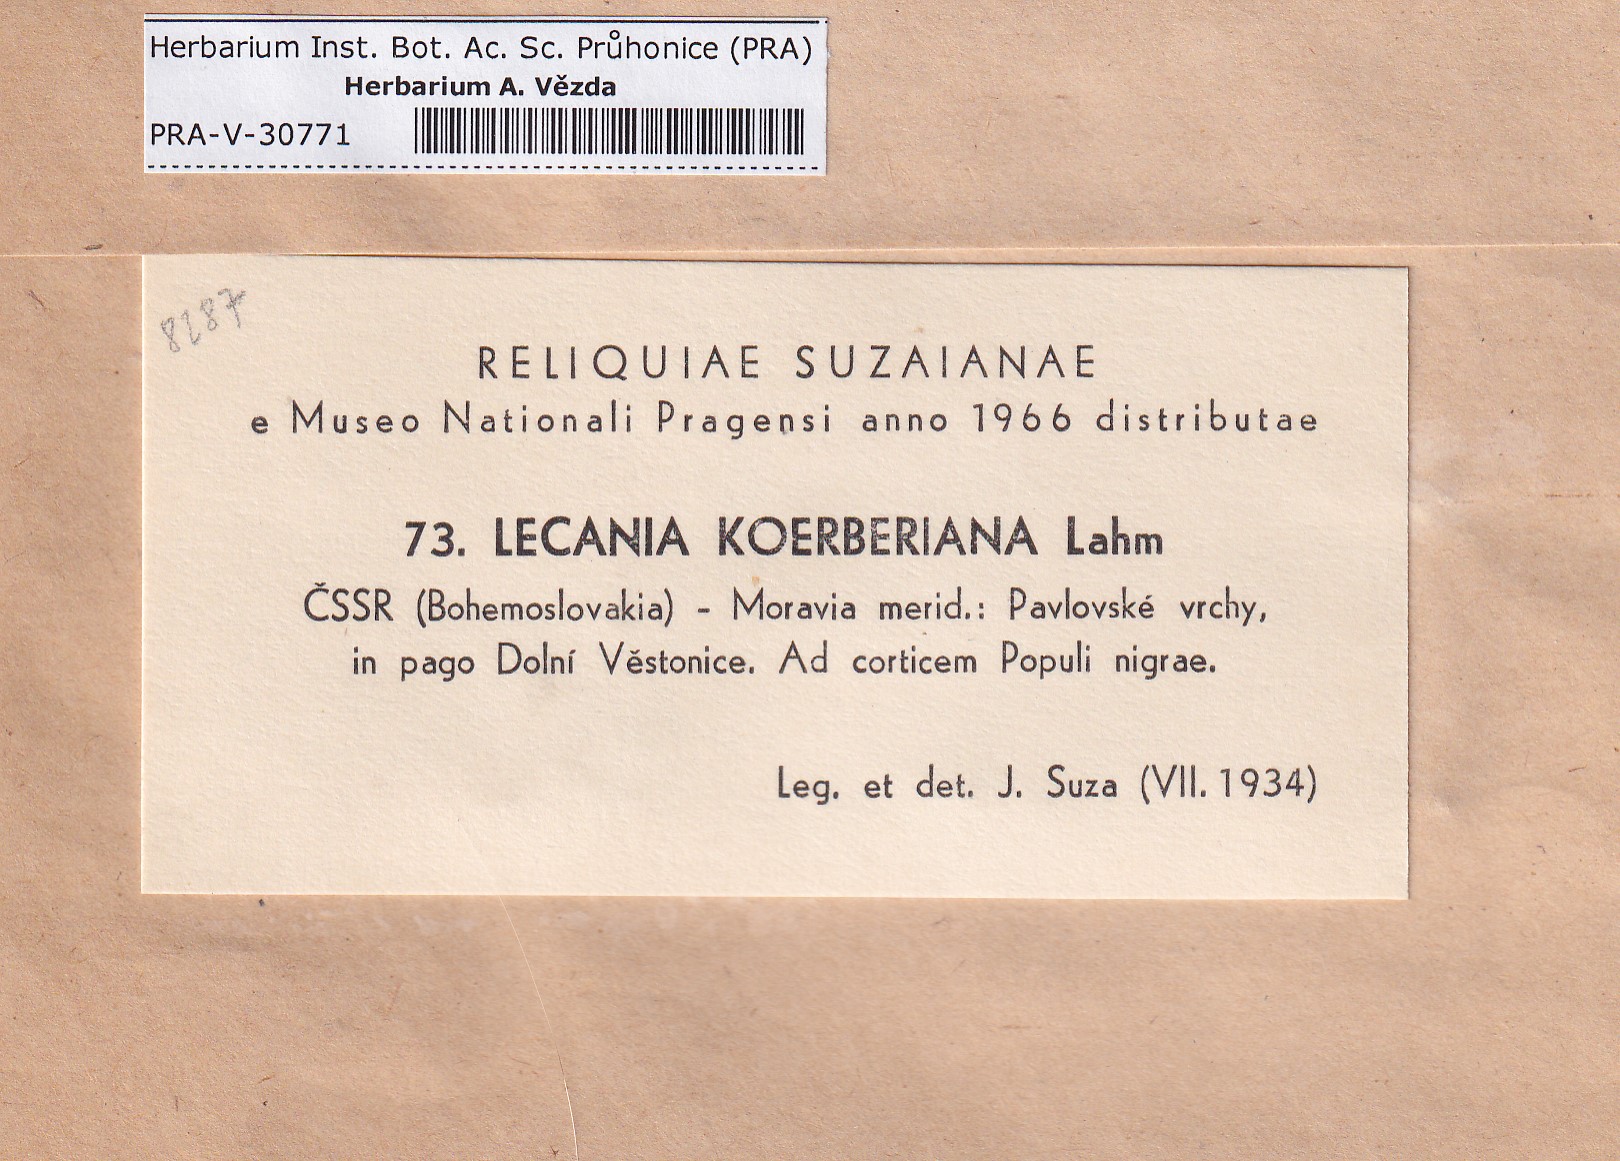 Herbarium Inst. Bot. Ac. Sc. Průhonice (PRA)
Herbarium A. Vězda
PRA-V-30771
8287
RELIQUIAE SUZAIANAE
e Museo Nationali Pragensi anno 1966 distributae
73. LECANIA KOERBERIANA Lahm
ČSSR (Bohemoslovakia) - Moravia merid.: Pavlovské vrchy,
in pago Dolní Věstonice. Ad corticem Populi nigrae.
Leg. et det. J. Suza (VII. 1934)